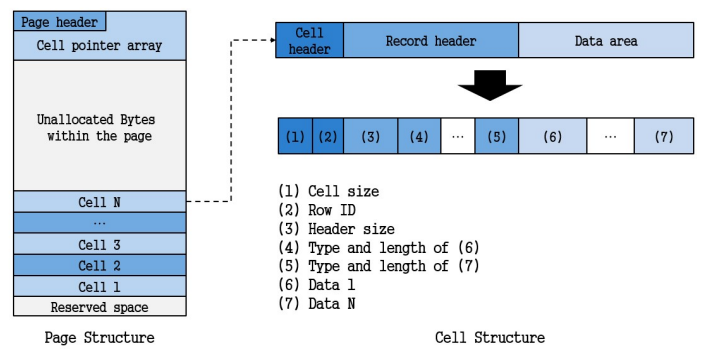 Page header
Cell pointer array
Unallocated Bytes
within the page
Cell N
...
Cell 3
Cell 2
Cell 1
Reserved space
Page Structure
Cell
header
Record header
Data area
(1) (2) (3) (4) ... (5) (6) ... (7)
(1) Cell size
(2) Row ID
(3) Header size
(4) Type and length of (6)
(5) Type and length of (7)
(6) Data 1
(7) Data N
Cell Structure